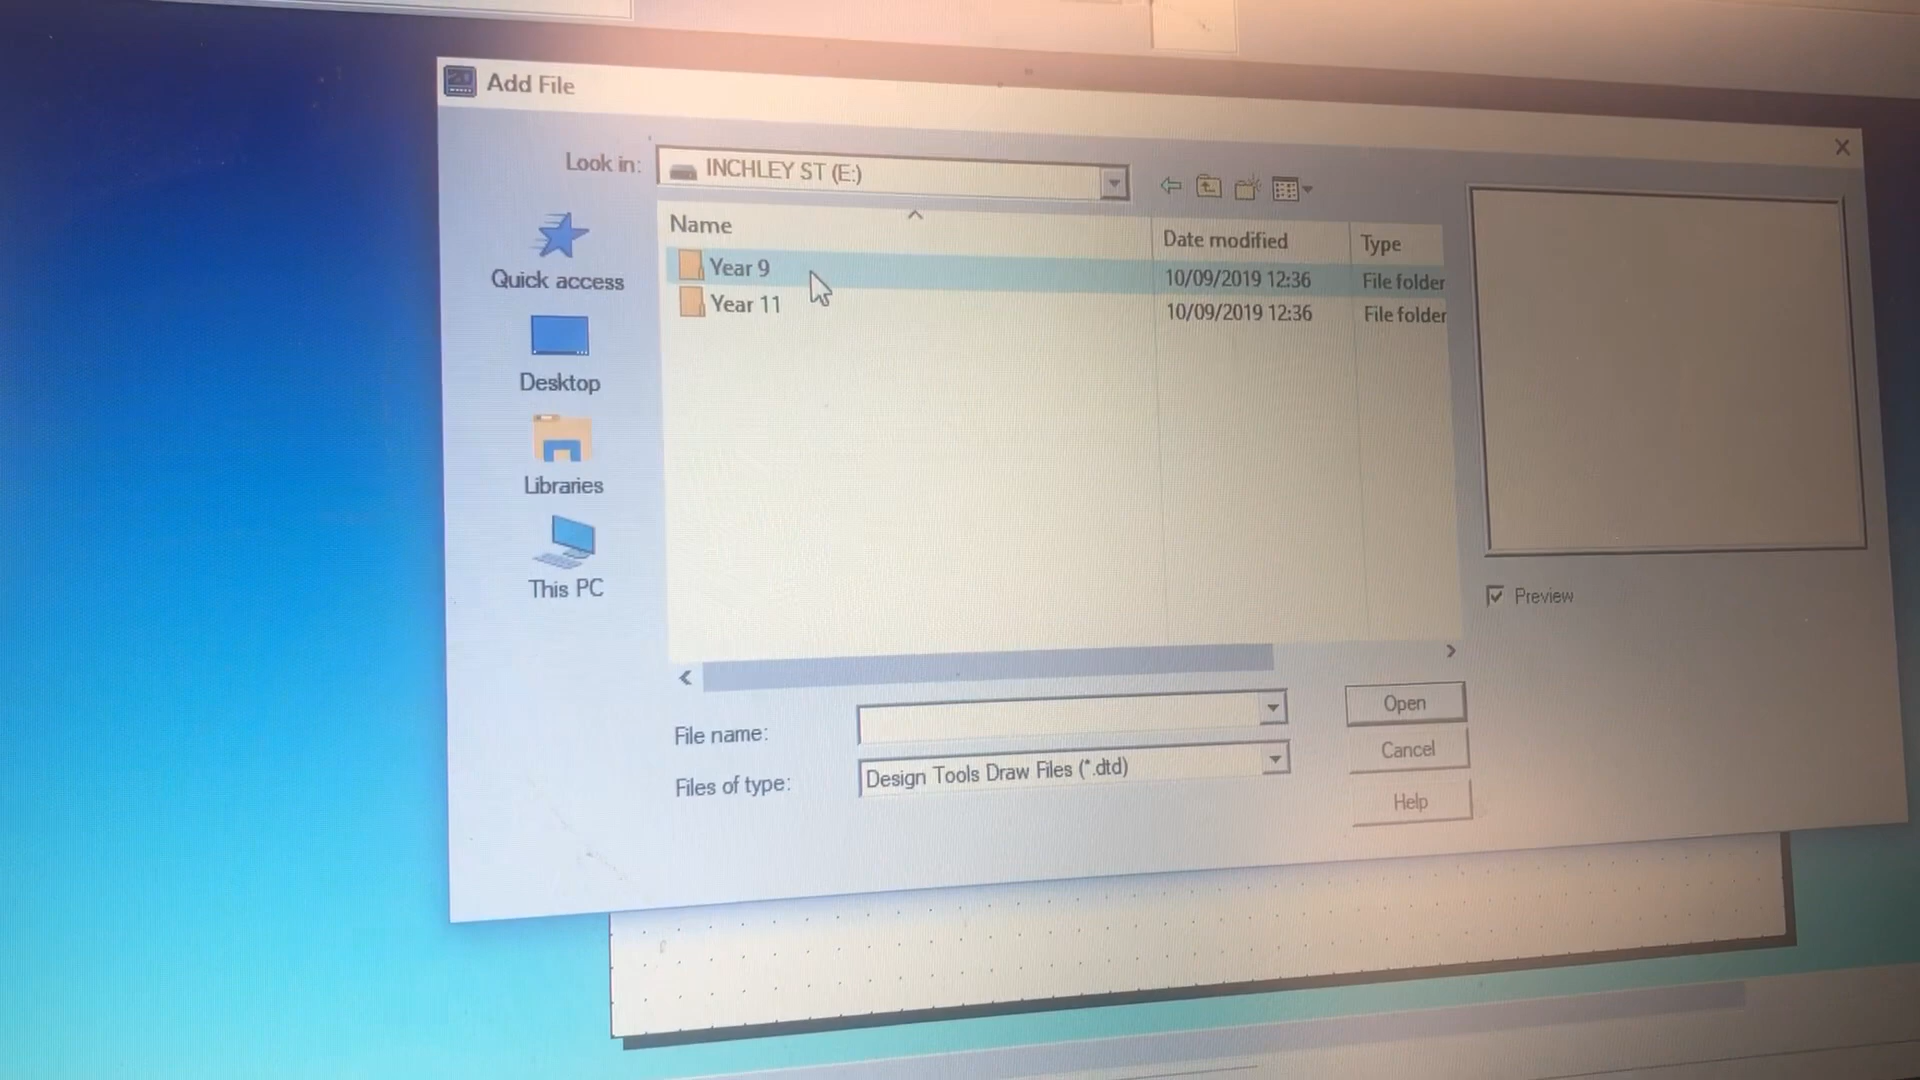 Add File
Look in: INCHLEY ST (E:)
Name Date modified Type
Year 9 10/09/2019 12:36 File folder
Year 11 10/09/2019 12:36 File folder
Quick access
Desktop
Libraries
This PC
Preview
File name: Open
Cancel
Files of type: Design Tools Draw Files (*.dtd)
Help